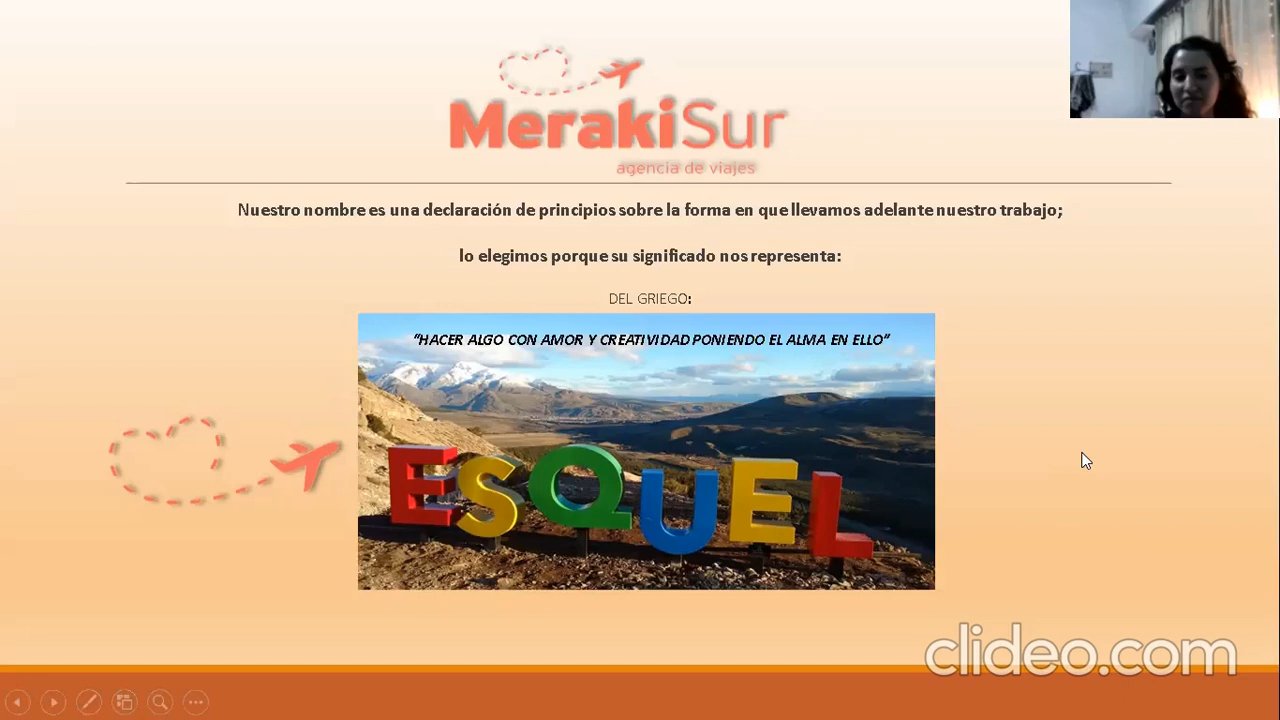 MerakiSur
agencia de viajes
Nuestro nombre es una declaración de principios sobre la forma en que llevamos adelante nuestro trabajo;
lo elegimos porque su significado nos representa:
DEL GRIEGO:
“HACER ALGO CON AMOR Y CREATIVIDAD PONIENDO EL ALMA EN ELLO”
ESQUEL
clideo.com